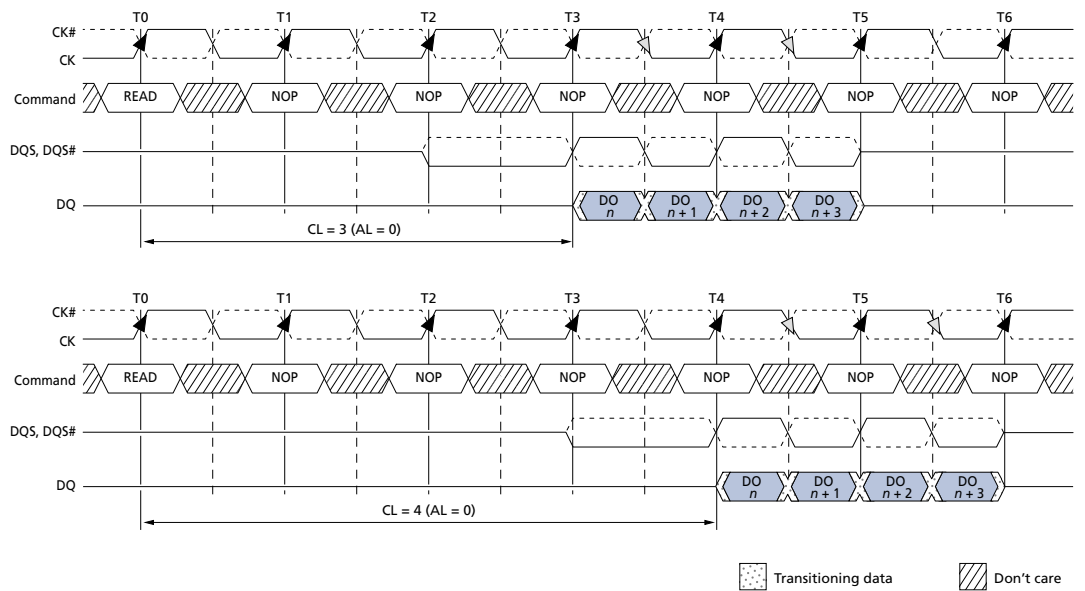 T0 T1 T2 T3 T4 T5 T6
CK#
CK
Command READ NOP NOP NOP NOP NOP NOP
DQS, DQS#
DQ DO n DO n + 1 DO n + 2 DO n + 3
CL = 3 (AL = 0)
T0 T1 T2 T3 T4 T5 T6
CK#
CK
Command READ NOP NOP NOP NOP NOP NOP
DQS, DQS#
DQ DO n DO n + 1 DO n + 2 DO n + 3
CL = 4 (AL = 0)
Transitioning data Don't care